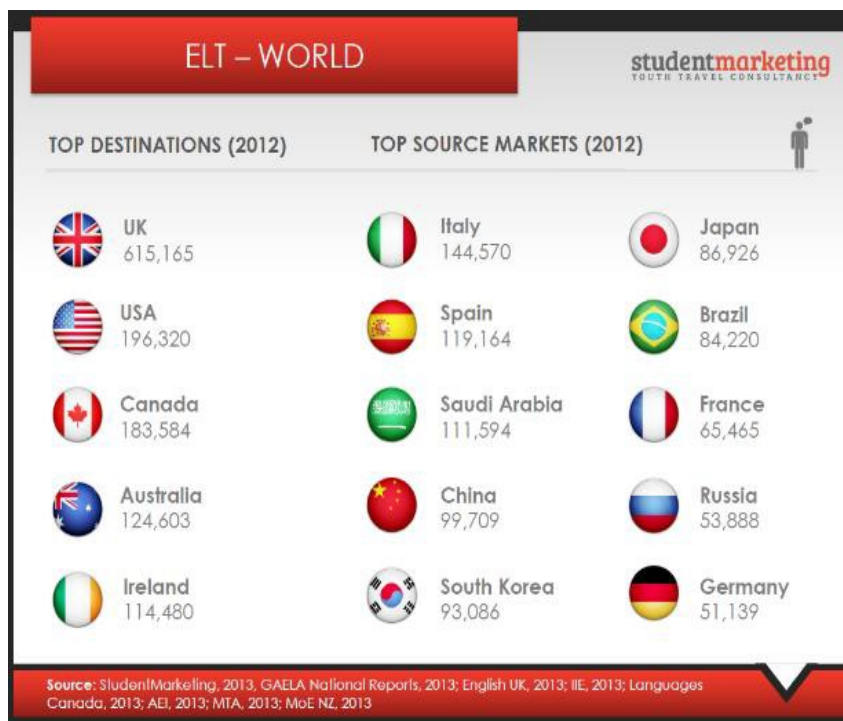 ELT – WORLD
studentmarketing
YOUTH TRAVEL CONSULTANCY
TOP DESTINATIONS (2012)
UK
615,165
USA
196,320
Canada
183,584
Australia
124,603
Ireland
114,480
TOP SOURCE MARKETS (2012)
Italy
144,570
Spain
119,164
Saudi Arabia
111,594
China
99,709
South Korea
93,086
Japan
86,926
Brazil
84,220
France
65,465
Russia
53,888
Germany
51,139
Source: StudentMarketing, 2013, GAELA National Reports, 2013; English UK, 2013; IIE, 2013; Languages
Canada, 2013; AEI, 2013; MTA, 2013; MoE NZ, 2013